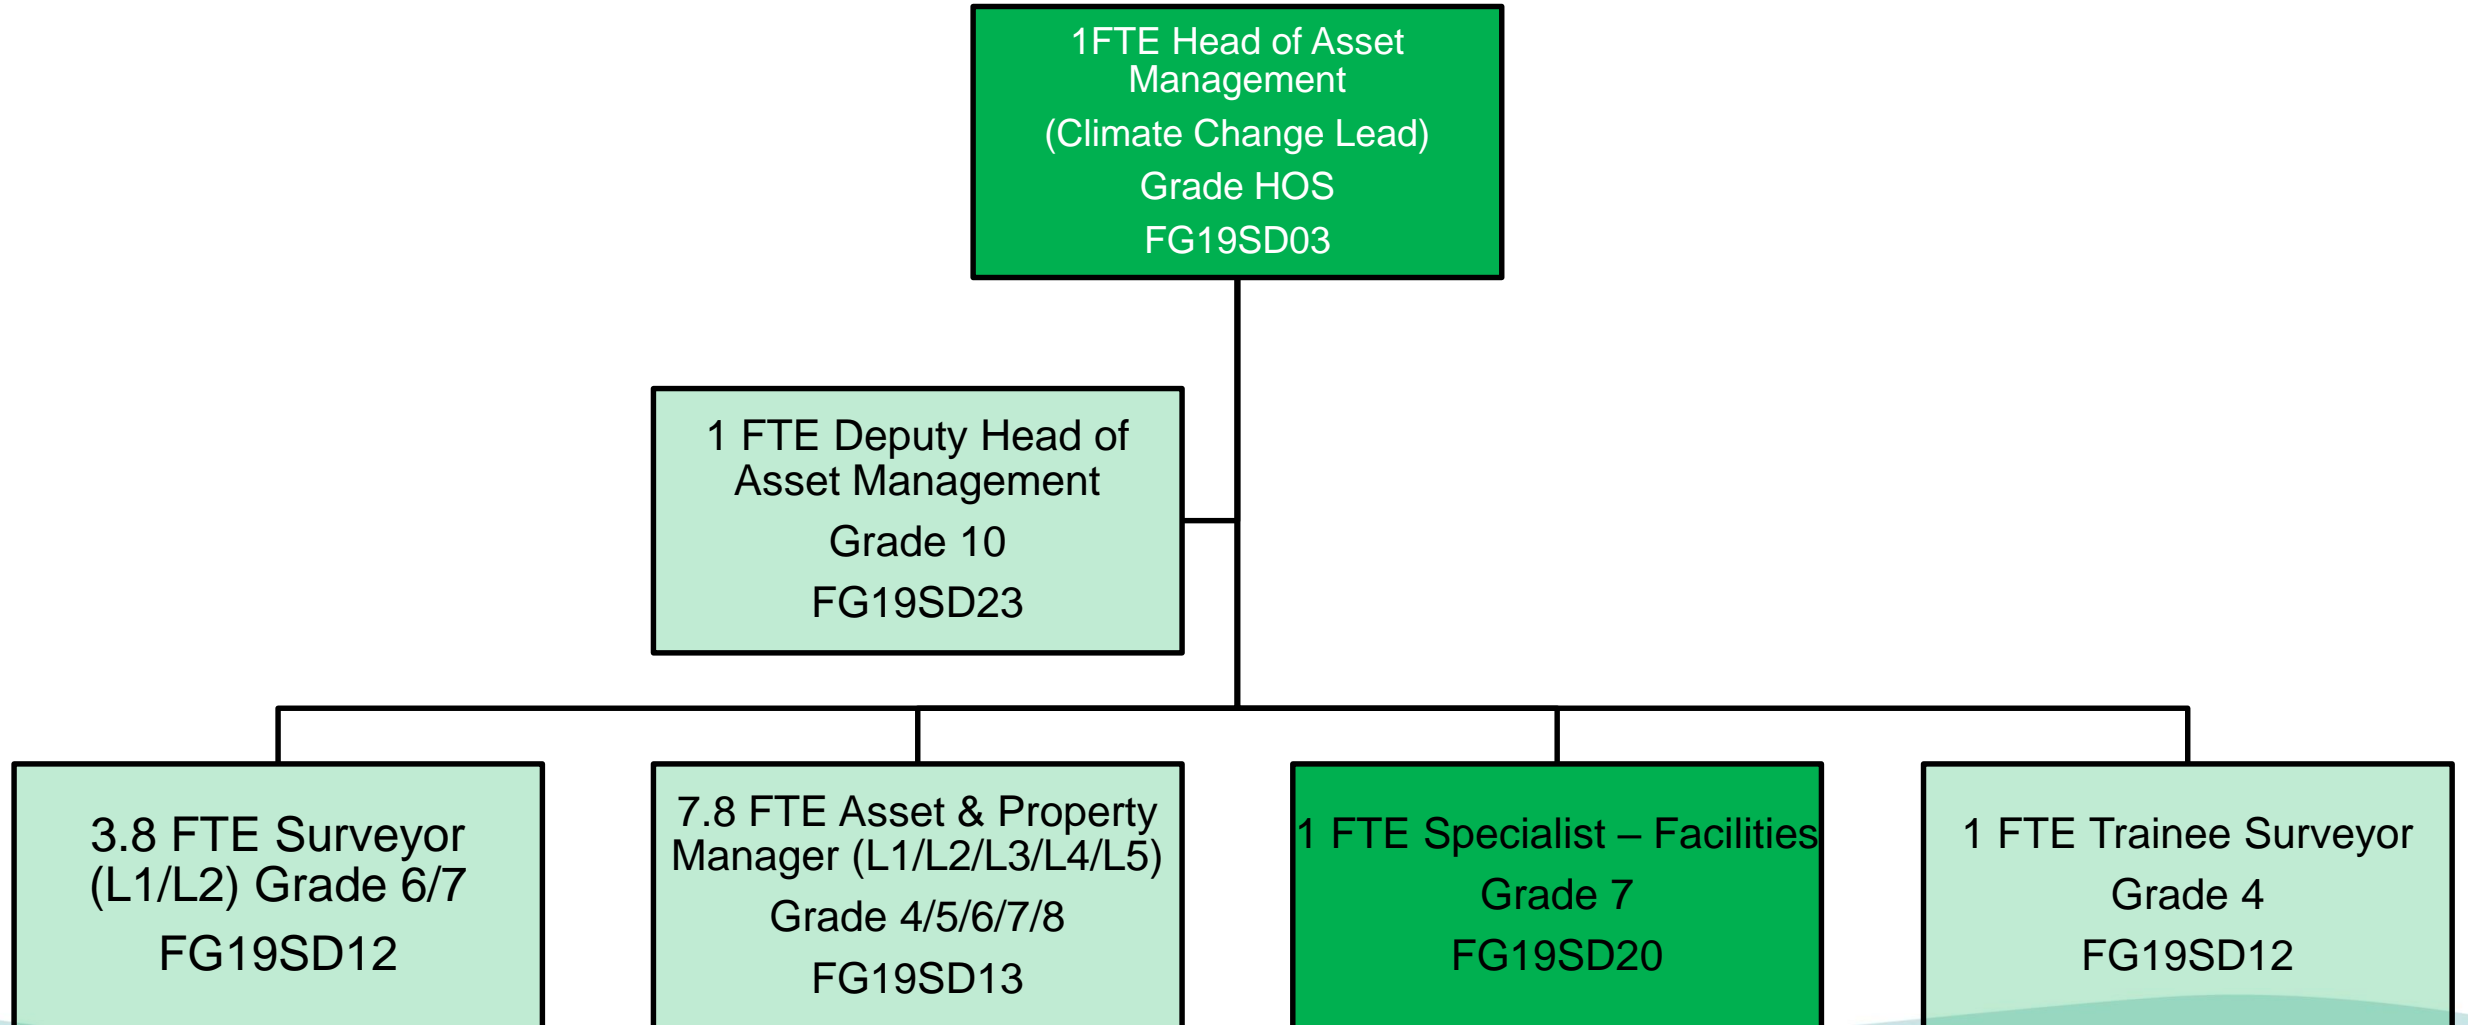 1FTE Head of Asset
Management
(Climate Change Lead)
Grade HOS
FG19SD03
1 FTE Deputy Head of
Asset Management
Grade 10
FG19SD23
3.8 FTE Surveyor
(L1/L2) Grade 6/7
FG19SD12
7.8 FTE Asset & Property
Manager (L1/L2/L3/L4/L5)
Grade 4/5/6/7/8
FG19SD13
1 FTE Specialist – Facilities
Grade 7
FG19SD20
1 FTE Trainee Surveyor
Grade 4
FG19SD12